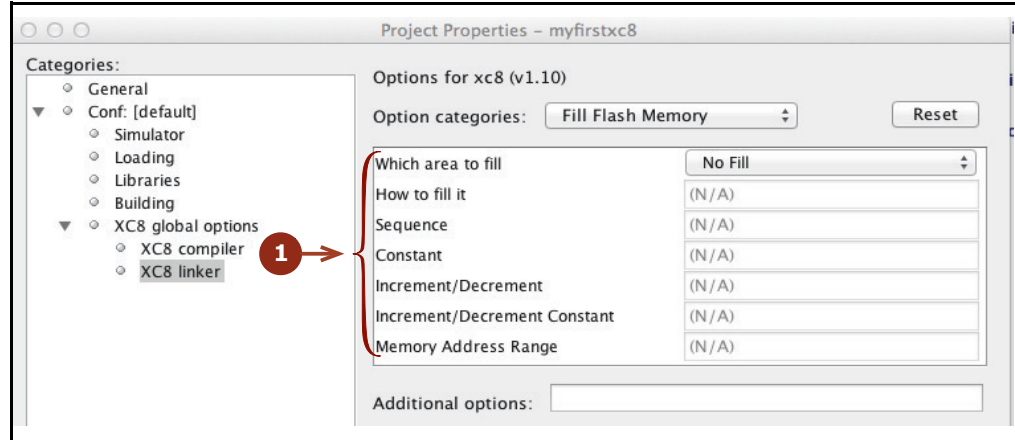 Project Properties – myfirstxc8
Categories:
General
Conf: [default]
Simulator
Loading
Libraries
Building
XC8 global options
XC8 compiler
XC8 linker
1
Options for xc8 (v1.10)
Option categories: Fill Flash Memory Reset
Which area to fill No Fill
How to fill it (N/A)
Sequence (N/A)
Constant (N/A)
Increment/Decrement (N/A)
Increment/Decrement Constant (N/A)
Memory Address Range (N/A)
Additional options: